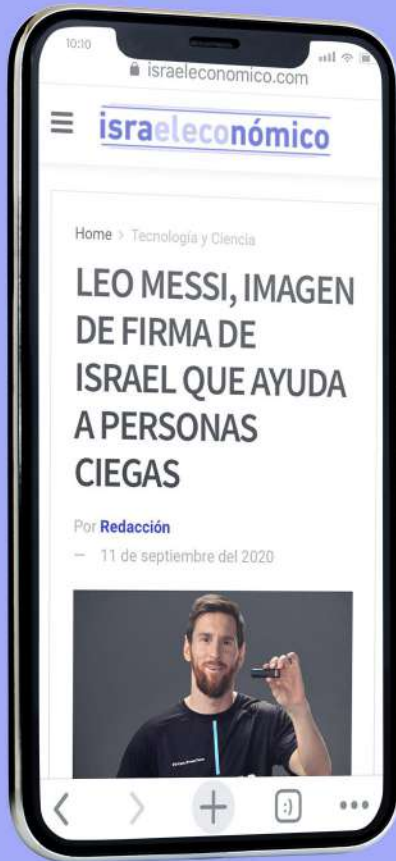 10:10
israeleconomico.com
israeleconómico
Home > Tecnología y Ciencia
LEO MESSI, IMAGEN
DE FIRMA DE
ISRAEL QUE AYUDA
A PERSONAS
CIEGAS
Por Redacción
— 11 de septiembre del 2020
:)